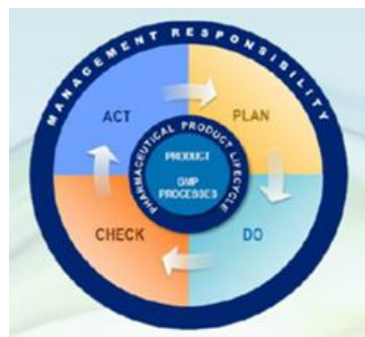 MANAGEMENT RESPONSIBILITY
ACT
PLAN
PHARMACEUTICAL PRODUCT LIFECYCLE
PRODUCT
GMP
PROCESSES
CHECK
DO